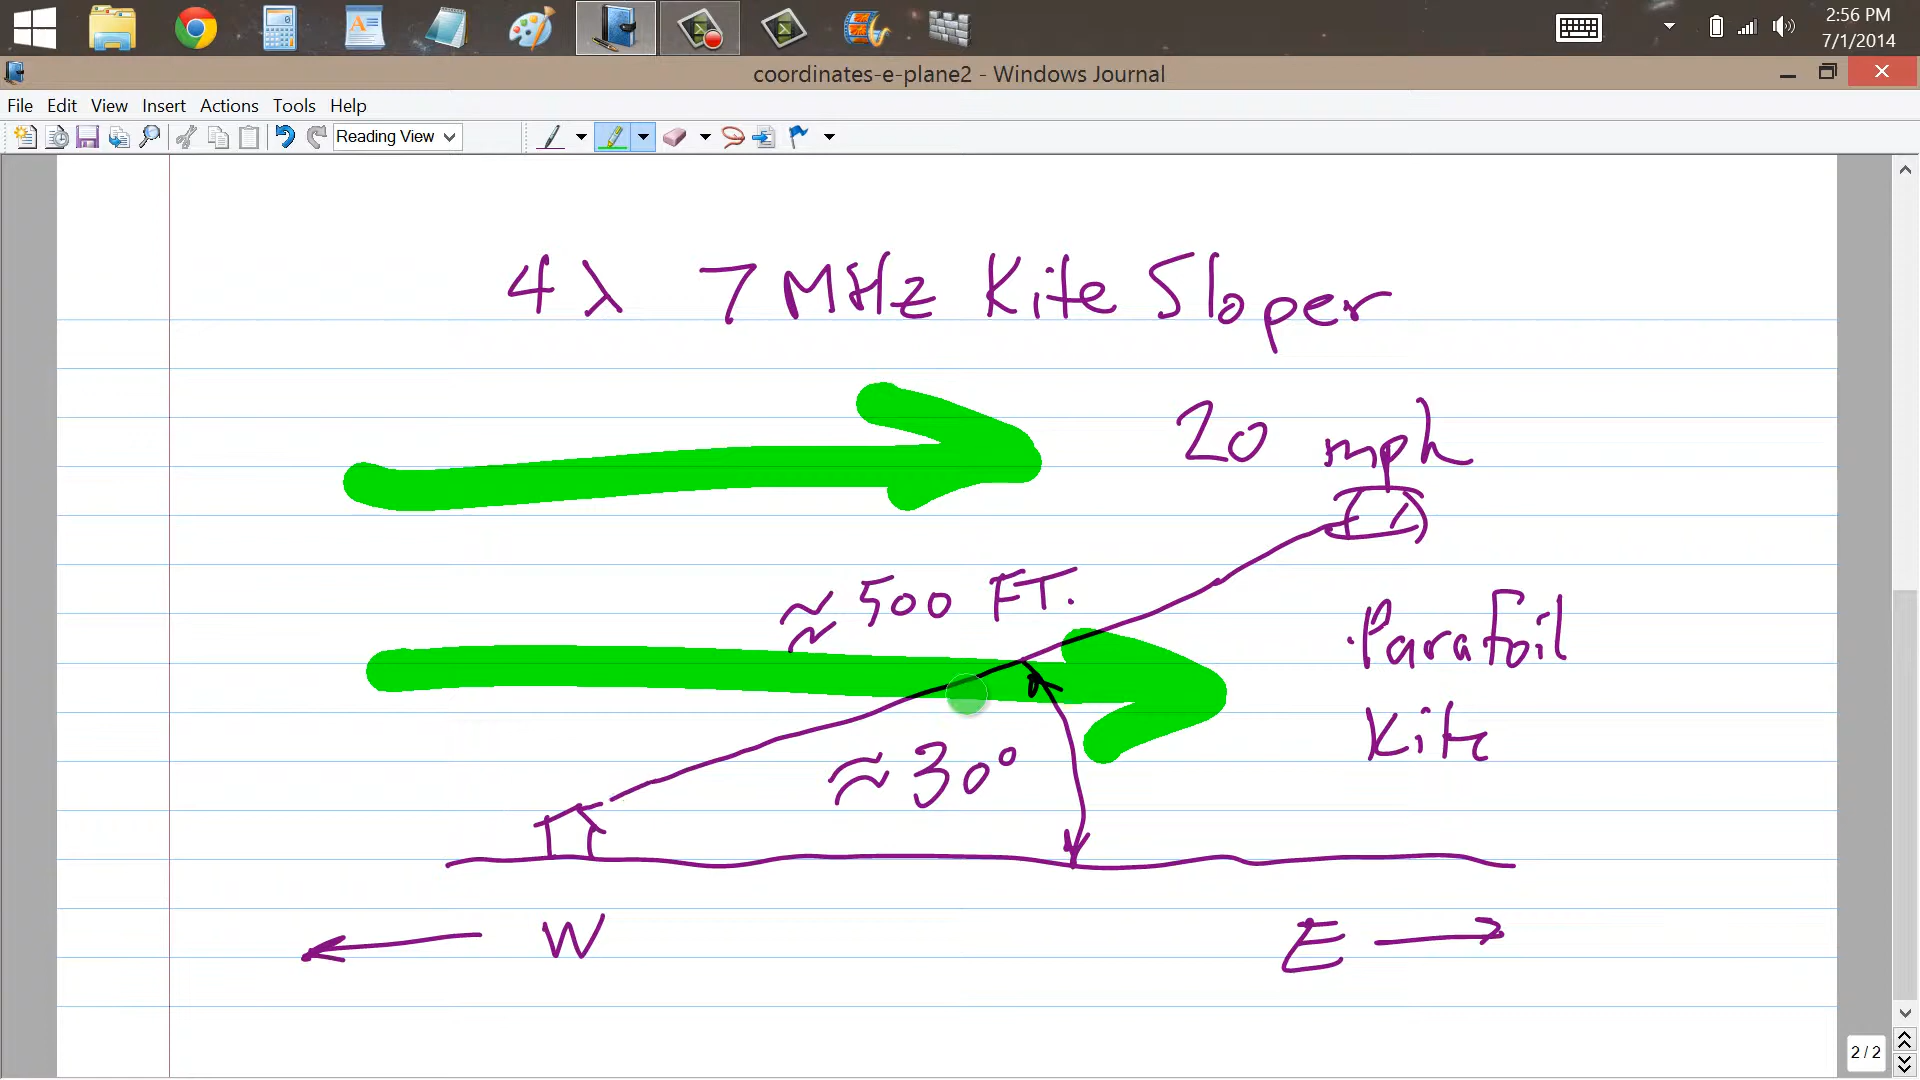 2:56 PM
7/1/2014
coordinates-e-plane2 - Windows Journal
File Edit View Insert Actions Tools Help
Reading View
4 λ 7 MHz Kite Sloper
20 mph
≈ 500 FT.
Parafoil
Kite
≈ 30°
W E
2 / 2